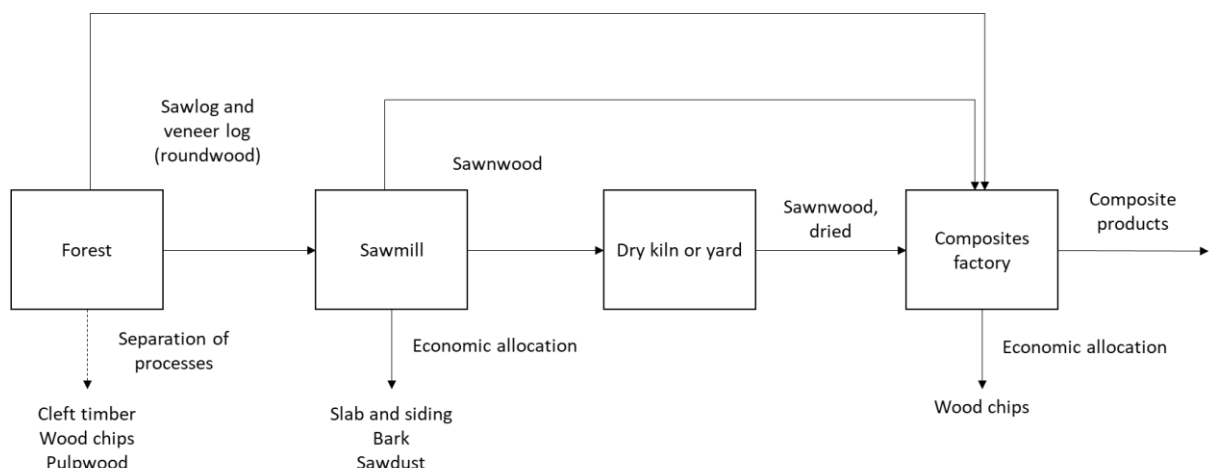 Sawlog and
veneer log
(roundwood)
Sawnwood
Forest
Sawmill
Dry kiln or yard
Sawnwood,
dried
Composites
factory
Composite
products
Separation of
processes
Economic allocation
Economic allocation
Cleft timber
Wood chips
Pulpwood
Slab and siding
Bark
Sawdust
Wood chips